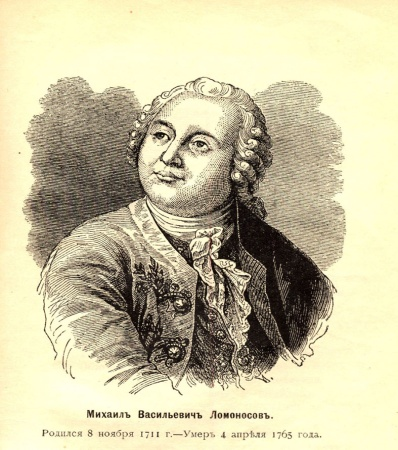 Михаилъ Васильевичъ Ломоносовъ.
Родился 8 ноября 1711 г.—Умеръ 4 апрѣля 1765 года.